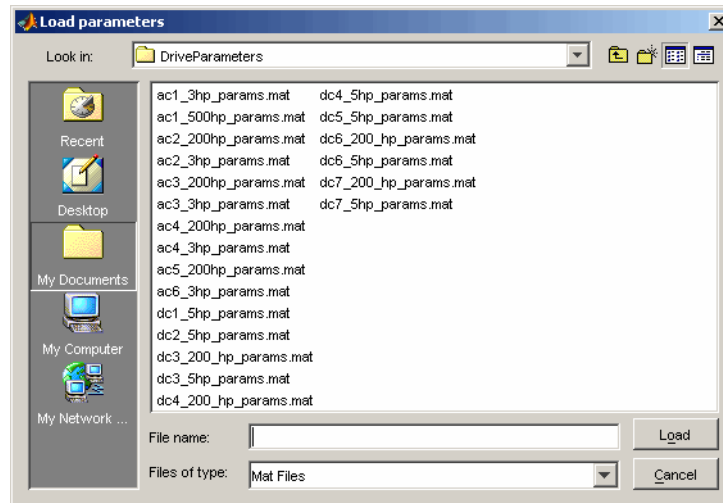 Load parameters
Look in:
DriveParameters
Recent
Desktop
My Documents
My Computer
My Network ...
ac1_3hp_params.mat
ac1_500hp_params.mat
ac2_200hp_params.mat
ac2_3hp_params.mat
ac3_200hp_params.mat
ac3_3hp_params.mat
ac4_200hp_params.mat
ac4_3hp_params.mat
ac5_200hp_params.mat
ac6_3hp_params.mat
dc1_5hp_params.mat
dc2_5hp_params.mat
dc3_200_hp_params.mat
dc3_5hp_params.mat
dc4_200_hp_params.mat
dc4_5hp_params.mat
dc5_5hp_params.mat
dc6_200_hp_params.mat
dc6_5hp_params.mat
dc7_200_hp_params.mat
dc7_5hp_params.mat
File name:
Load
Files of type:
Mat Files
Cancel